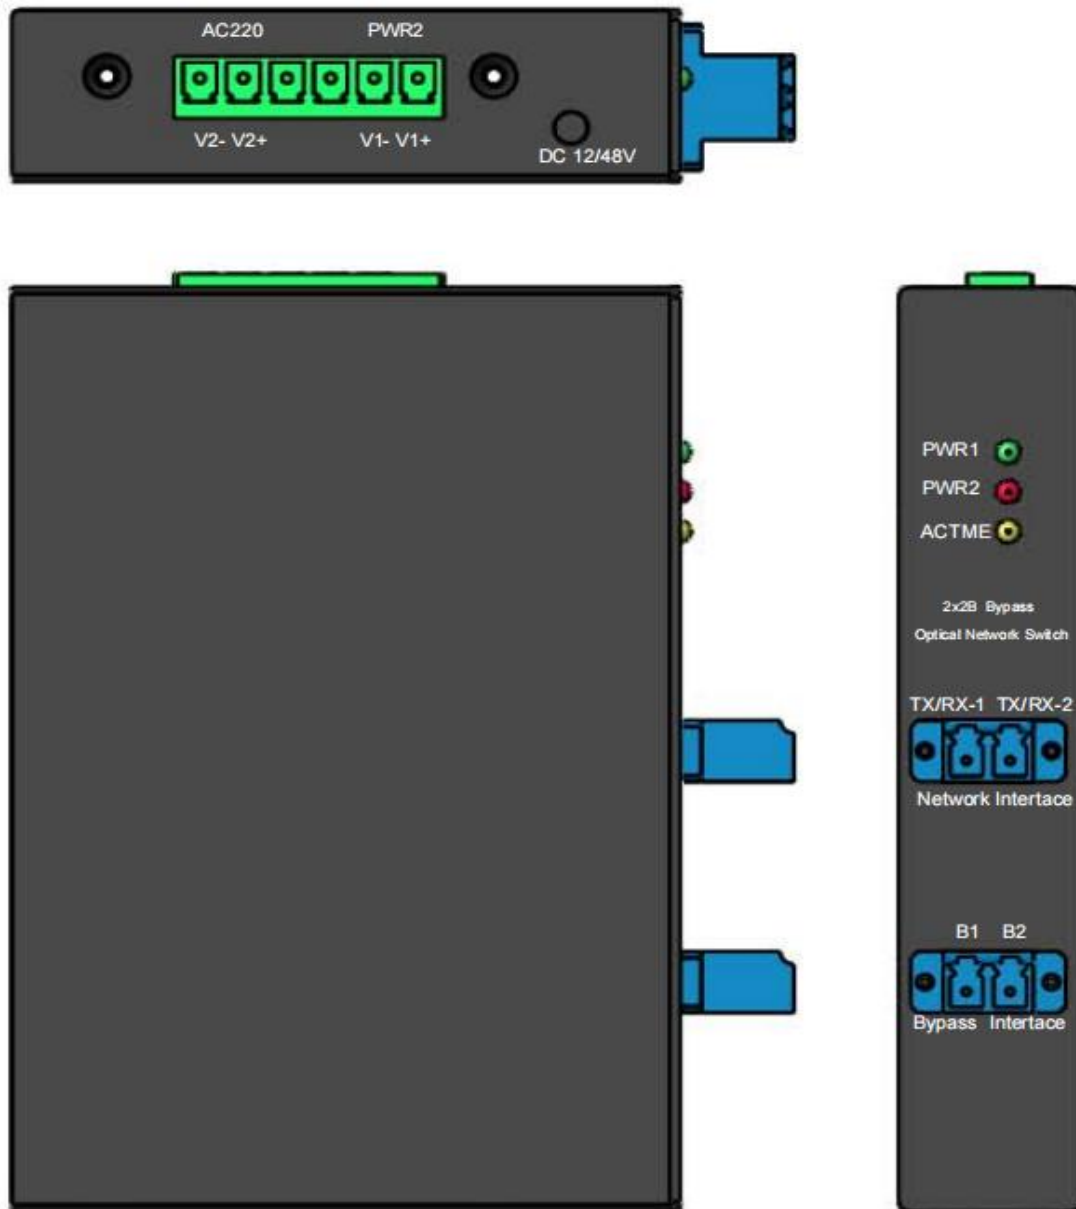 AC220 PWR2
V2- V2+ V1- V1+
DC 12/48V
PWR1
PWR2
ACTME
2x2B Bypass
Optical Network Switch
TX/RX-1 TX/RX-2
Network Intertace
B1 B2
Bypass Intertace